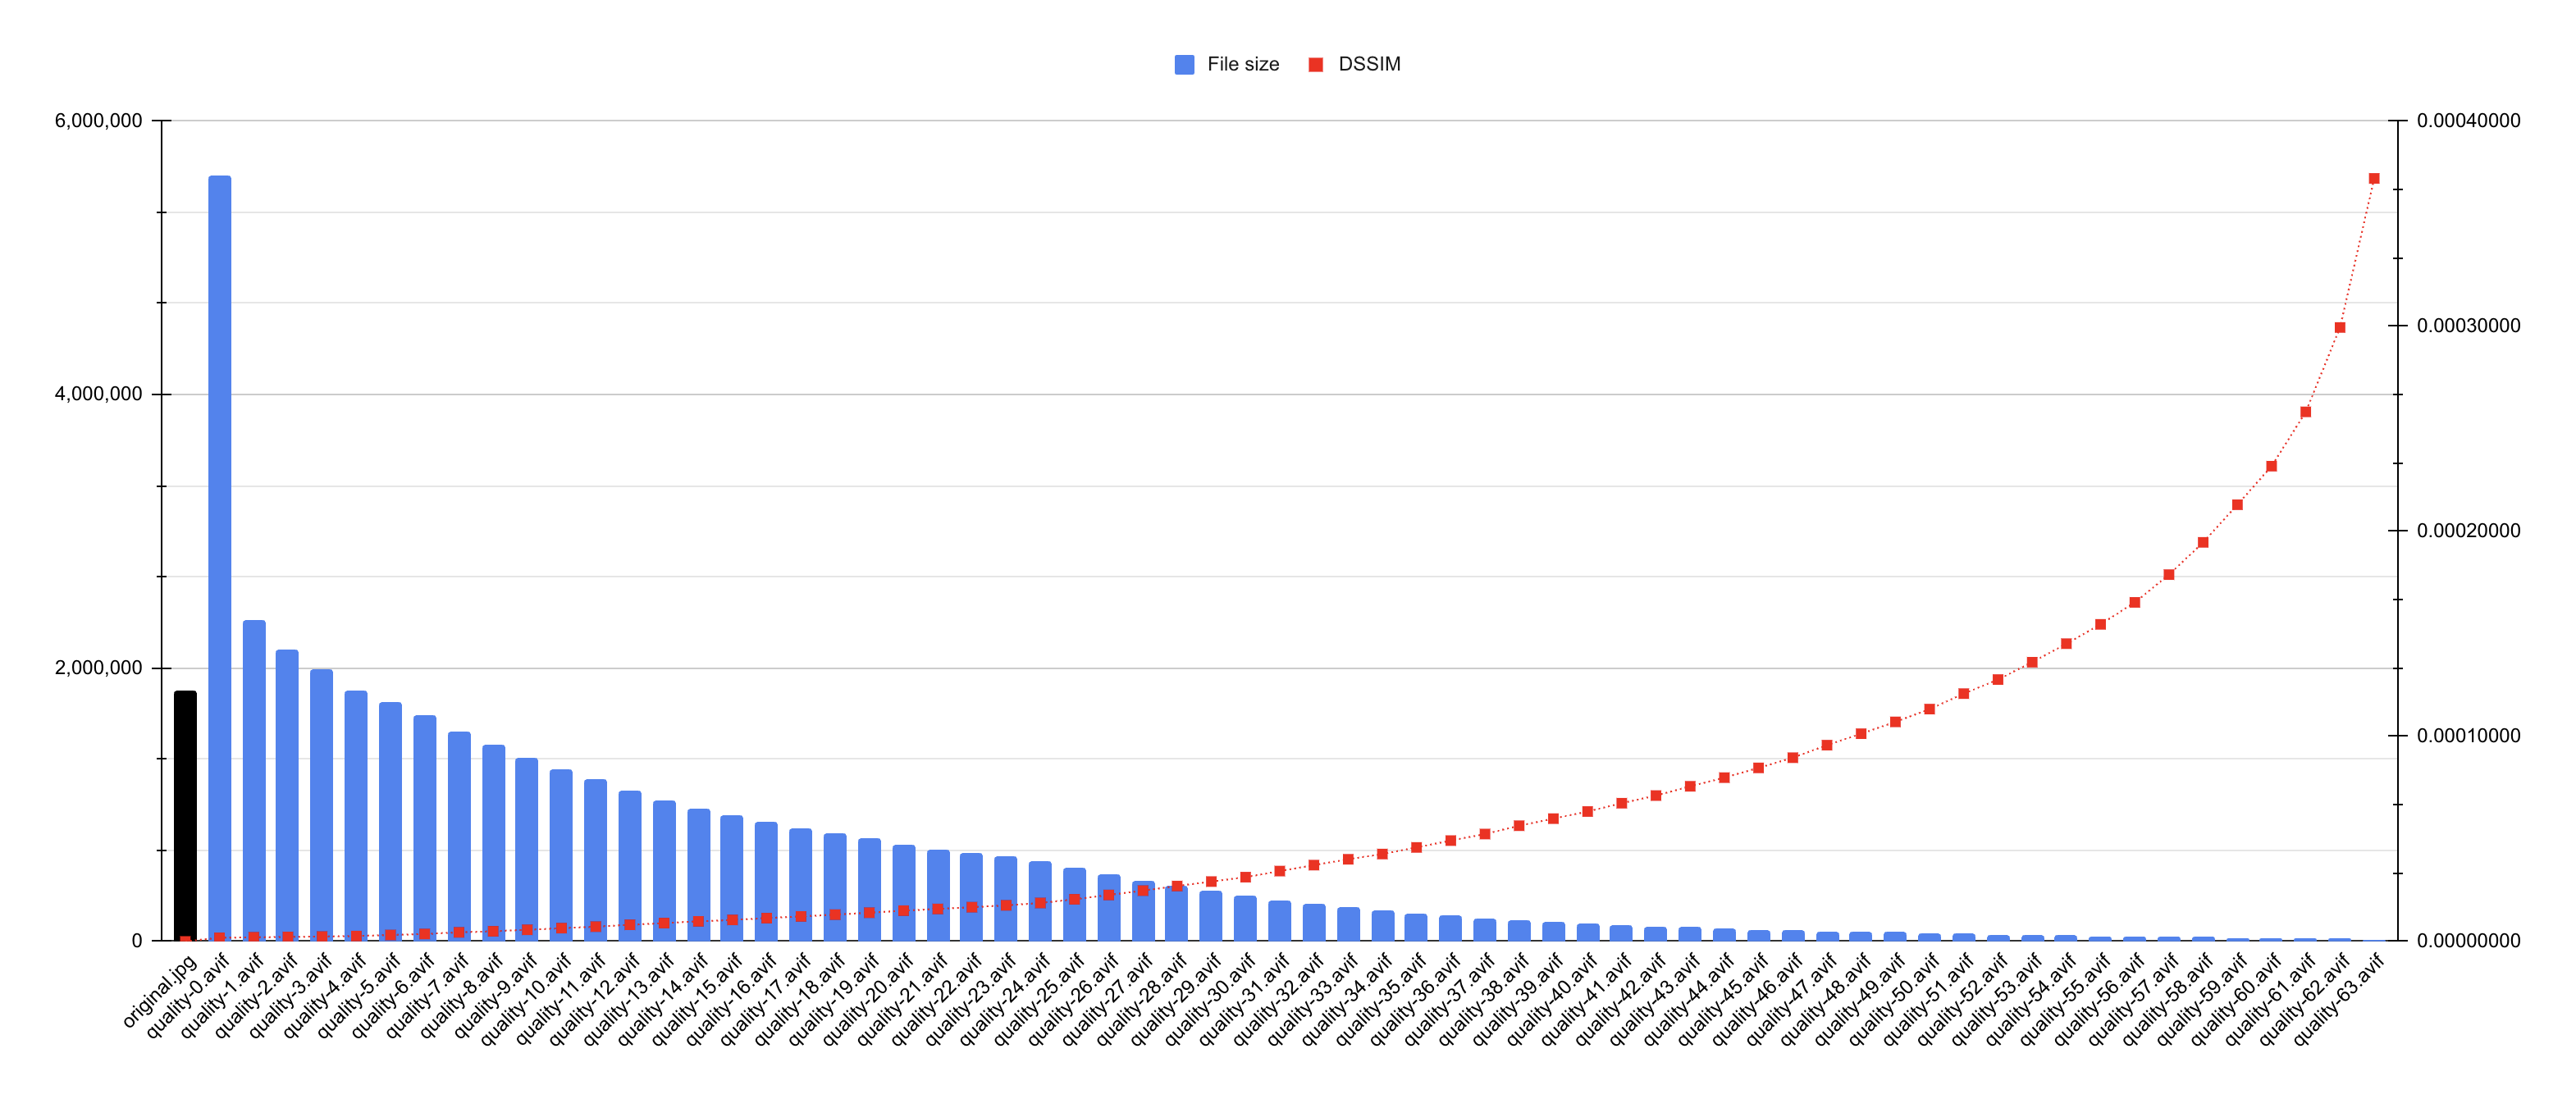 File size
DSSIM
6,000,000
4,000,000
2,000,000
0
0.00040000
0.00030000
0.00020000
0.00010000
0.00000000
original.jpg
quality-0.avif
quality-1.avif
quality-2.avif
quality-3.avif
quality-4.avif
quality-5.avif
quality-6.avif
quality-7.avif
quality-8.avif
quality-9.avif
quality-10.avif
quality-11.avif
quality-12.avif
quality-13.avif
quality-14.avif
quality-15.avif
quality-16.avif
quality-17.avif
quality-18.avif
quality-19.avif
quality-20.avif
quality-21.avif
quality-22.avif
quality-23.avif
quality-24.avif
quality-25.avif
quality-26.avif
quality-27.avif
quality-28.avif
quality-29.avif
quality-30.avif
quality-31.avif
quality-32.avif
quality-33.avif
quality-34.avif
quality-35.avif
quality-36.avif
quality-37.avif
quality-38.avif
quality-39.avif
quality-40.avif
quality-41.avif
quality-42.avif
quality-43.avif
quality-44.avif
quality-45.avif
quality-46.avif
quality-47.avif
quality-48.avif
quality-49.avif
quality-50.avif
quality-51.avif
quality-52.avif
quality-53.avif
quality-54.avif
quality-55.avif
quality-56.avif
quality-57.avif
quality-58.avif
quality-59.avif
quality-60.avif
quality-61.avif
quality-62.avif
quality-63.avif